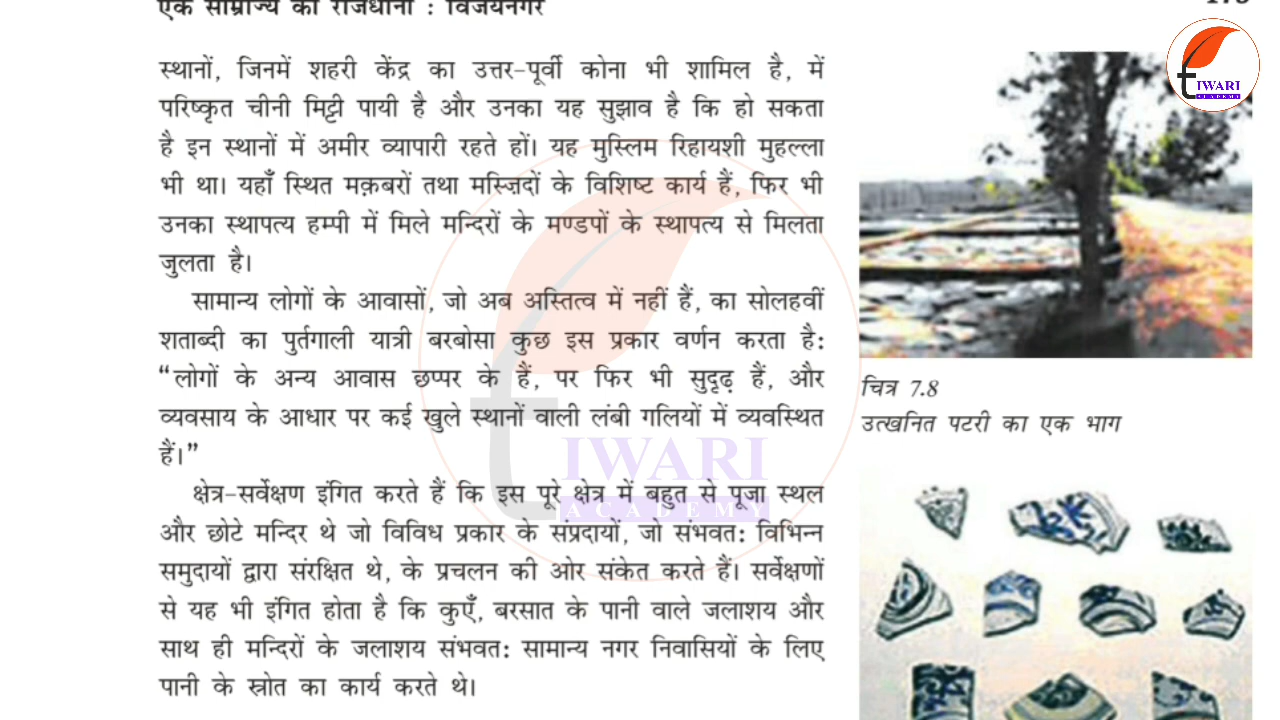 एक साम्राज्य की राजधानी : विजयनगर
स्थानों, जिनमें शहरी केंद्र का उत्तर-पूर्वी कोना भी शामिल है, में
परिष्कृत चीनी मिट्टी पायी है और उनका यह सुझाव है कि हो सकता
है इन स्थानों में अमीर व्यापारी रहते हों। यह मुस्लिम रिहायशी मुहल्ला
भी था। यहाँ स्थित मक़बरों तथा मस्ज़िदों के विशिष्ट कार्य हैं, फिर भी
उनका स्थापत्य हम्पी में मिले मन्दिरों के मण्डपों के स्थापत्य से मिलता
जुलता है।
सामान्य लोगों के आवासों, जो अब अस्तित्व में नहीं हैं, का सोलहवीं
शताब्दी का पुर्तगाली यात्री बरबोसा कुछ इस प्रकार वर्णन करता है:
“लोगों के अन्य आवास छप्पर के हैं, पर फिर भी सुदृढ़ हैं, और
व्यवसाय के आधार पर कई खुले स्थानों वाली लंबी गलियों में व्यवस्थित
हैं।”
क्षेत्र-सर्वेक्षण इंगित करते हैं कि इस पूरे क्षेत्र में बहुत से पूजा स्थल
और छोटे मन्दिर थे जो विविध प्रकार के संप्रदायों, जो संभवत: विभिन्न
समुदायों द्वारा संरक्षित थे, के प्रचलन की ओर संकेत करते हैं। सर्वेक्षणों
से यह भी इंगित होता है कि कुएँ, बरसात के पानी वाले जलाशय और
साथ ही मन्दिरों के जलाशय संभवत: सामान्य नगर निवासियों के लिए
पानी के स्रोत का कार्य करते थे।
IWARI
ACADEMY
चित्र 7.8
उत्खनित पटरी का एक भाग
IWARI
ACADEMY